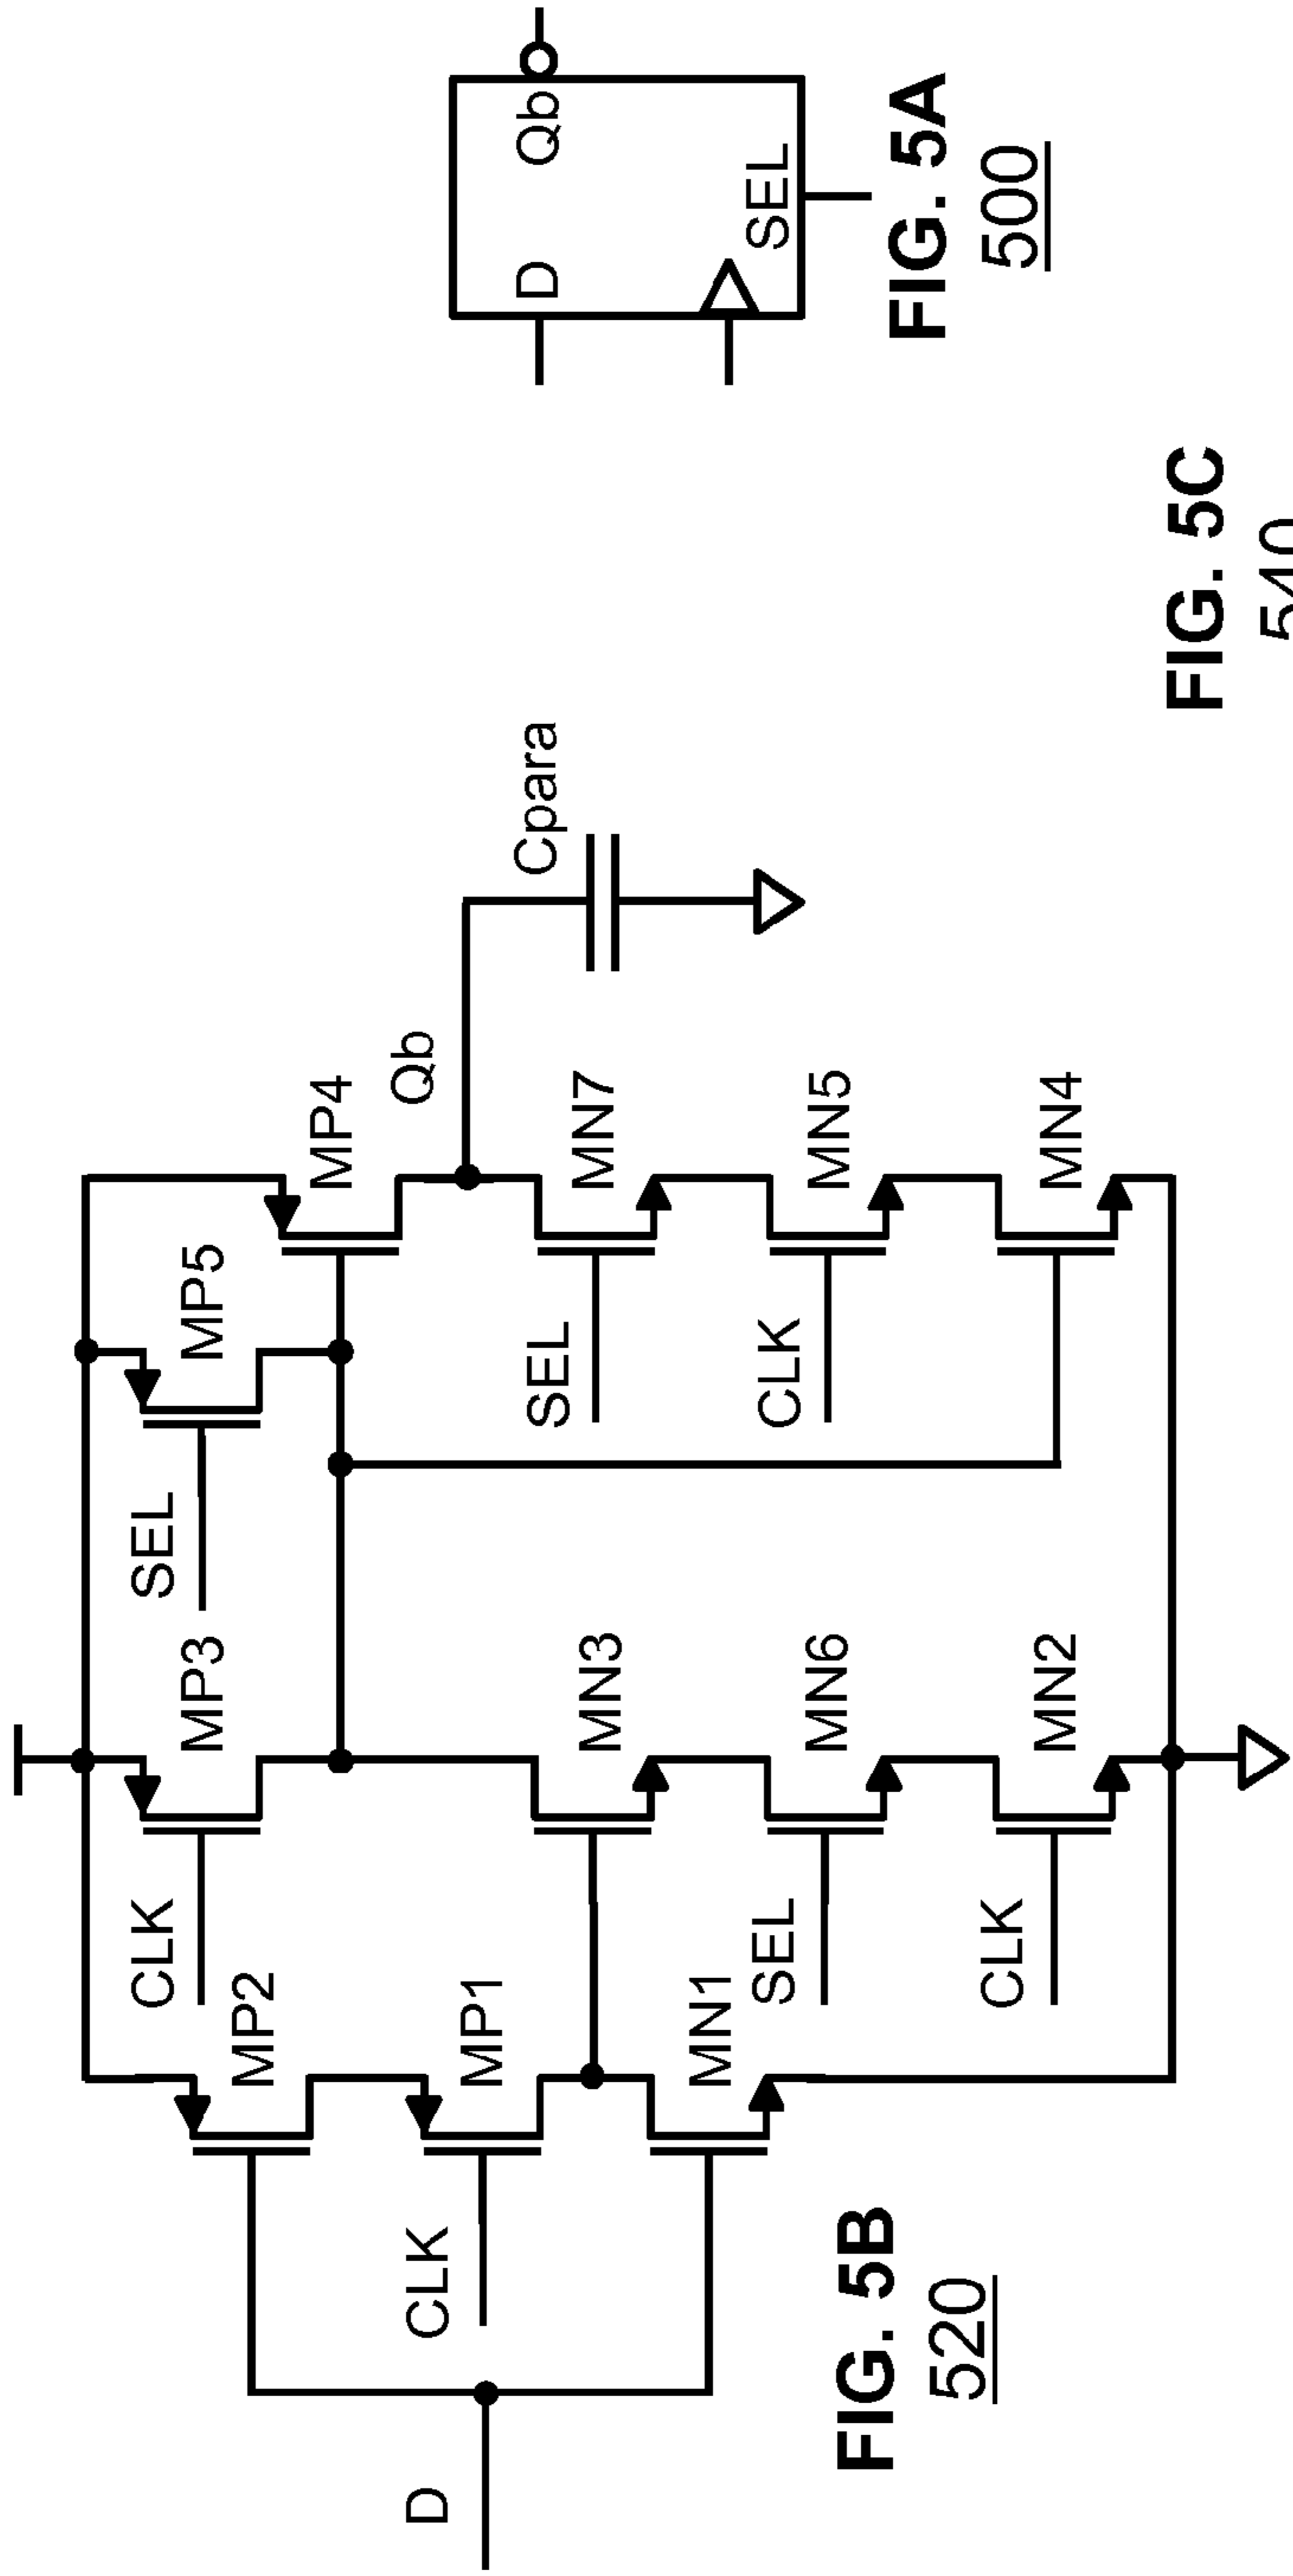 D
Qb
SEL
FIG. 5A
500
FIG. 5C
540
Cpara
Qb
MP4
MN7
MN5
MN4
MP5
SEL
SEL
CLK
MP3
MN3
MN6
MN2
CLK
SEL
CLK
MP2
MP1
MN1
CLK
D
FIG. 5B
520